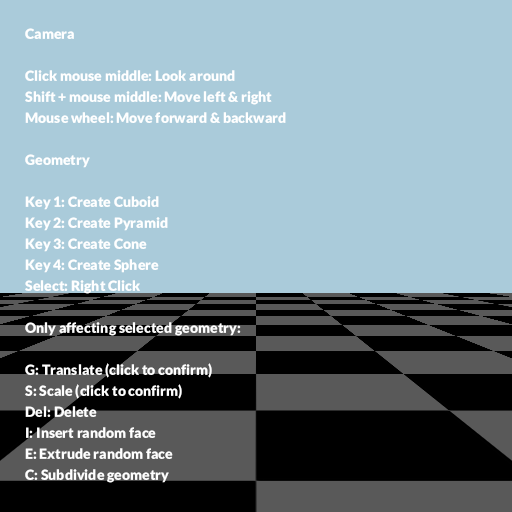 Camera
Click mouse middle: Look around
Shift + mouse middle: Move left & right
Mouse wheel: Move forward & backward
Geometry
Key 1: Create Cuboid
Key 2: Create Pyramid
Key 3: Create Cone
Key 4: Create Sphere
Select: Right Click
Only affecting selected geometry:
G: Translate (click to confirm)
S: Scale (click to confirm)
Del: Delete
I: Insert random face
E: Extrude random face
C: Subdivide geometry